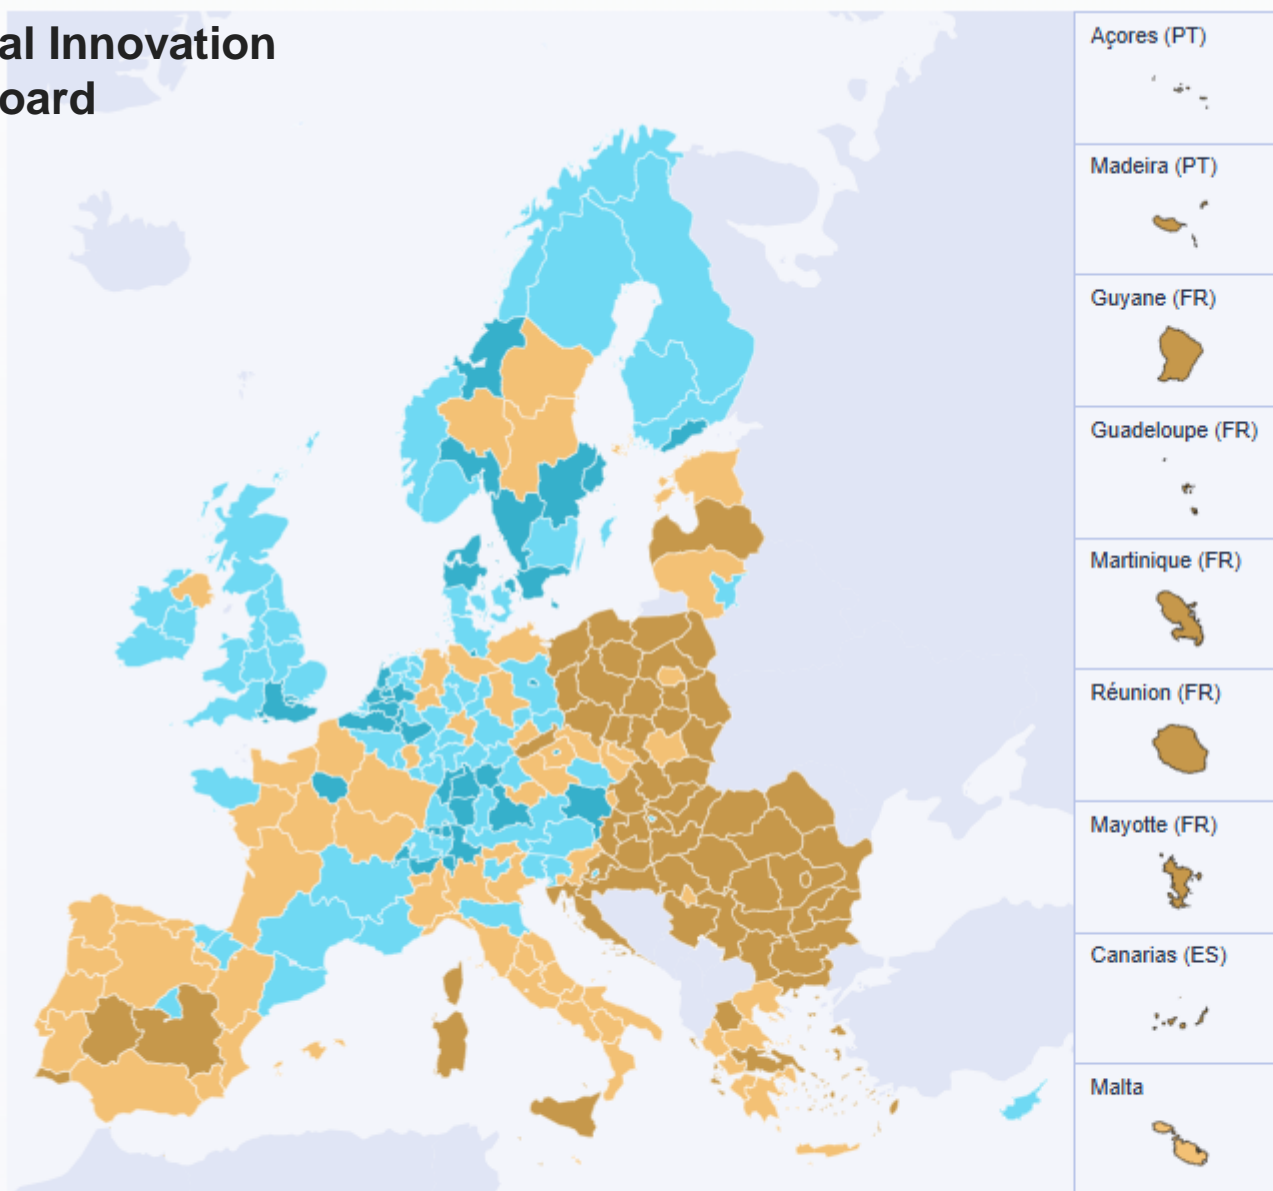 al Innovation
oard
Açores (PT)
Madeira (PT)
Guyane (FR)
Guadeloupe (FR)
Martinique (FR)
Réunion (FR)
Mayotte (FR)
Canarias (ES)
Malta